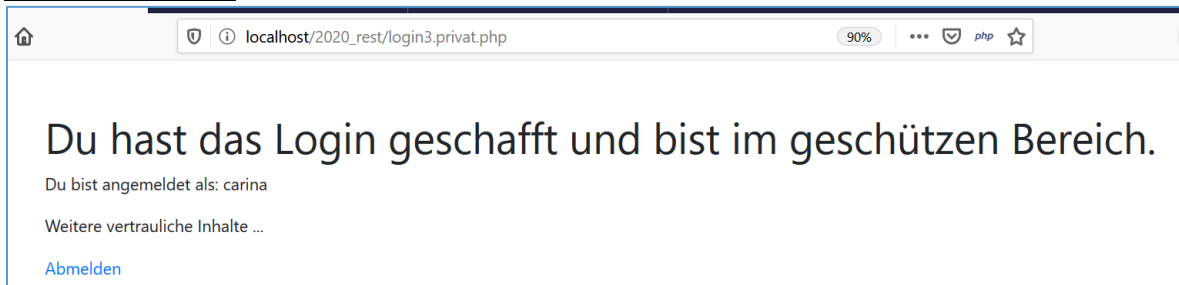 localhost/2020_rest/login3.privat.php 90% php
Du hast das Login geschafft und bist im geschützen Bereich.
Du bist angemeldet als: carina
Weitere vertrauliche Inhalte ...
Abmelden